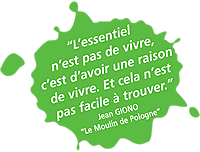 “L’essentiel
n’est pas de vivre,
c’est d’avoir une raison
de vivre. Et cela n’est
pas facile à trouver.”
Jean GIONO
“Le Moulin de Pologne”